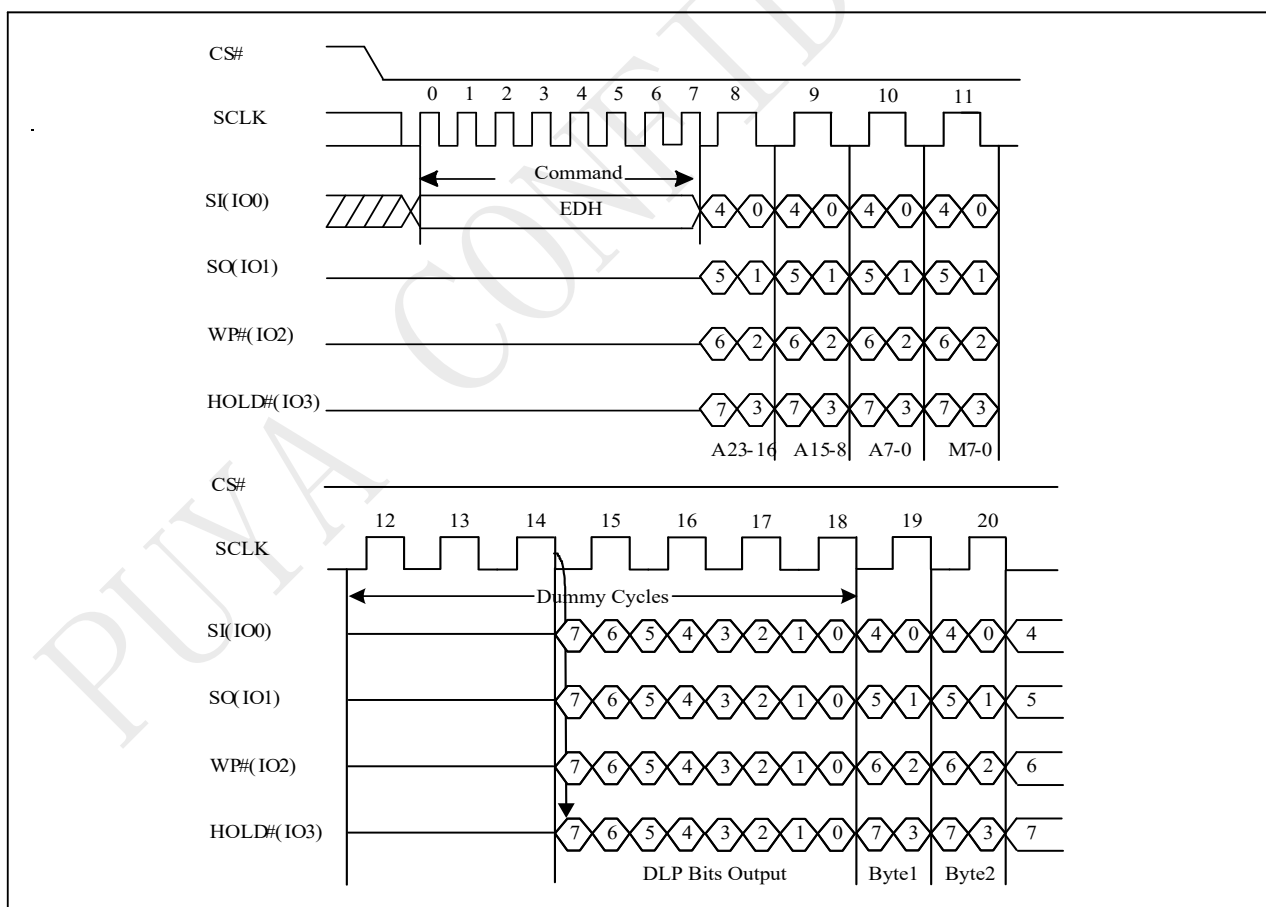 PUYA CONFID
CS#
0 1 2 3 4 5 6 7 8 9 10 11
SCLK
Command
SI(IO0)
EDH
4 0 4 0 4 0 4 0
SO(IO1)
5 1 5 1 5 1 5 1
WP#(IO2)
6 2 6 2 6 2 6 2
HOLD#(IO3)
7 3 7 3 7 3 7 3
A23-16 A15-8 A7-0 M7-0
CS#
12 13 14 15 16 17 18 19 20
SCLK
Dummy Cycles
SI(IO0)
7 6 5 4 3 2 1 0 4 0 4 0 4
SO(IO1)
7 6 5 4 3 2 1 0 5 1 5 1 5
WP#(IO2)
7 6 5 4 3 2 1 0 6 2 6 2 6
HOLD#(IO3)
7 6 5 4 3 2 1 0 7 3 7 3 7
DLP Bits Output Byte1 Byte2